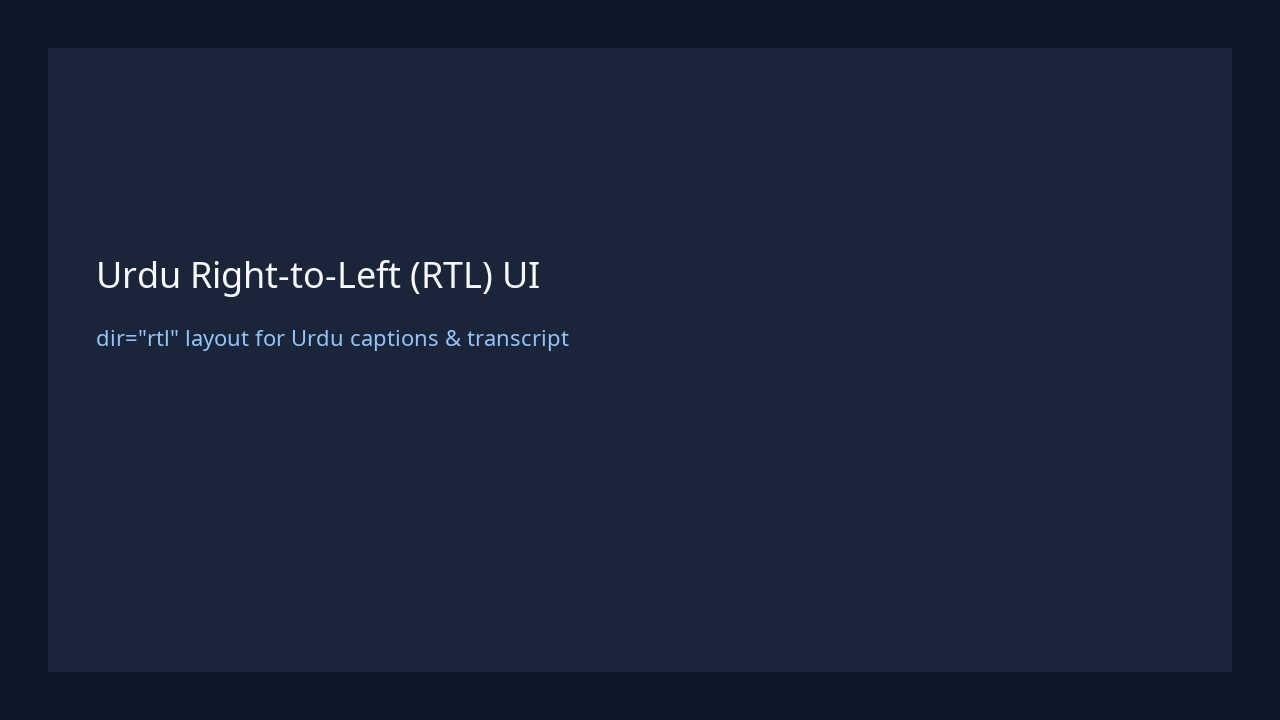 Urdu Right-to-Left (RTL) UI
dir="rtl" layout for Urdu captions & transcript